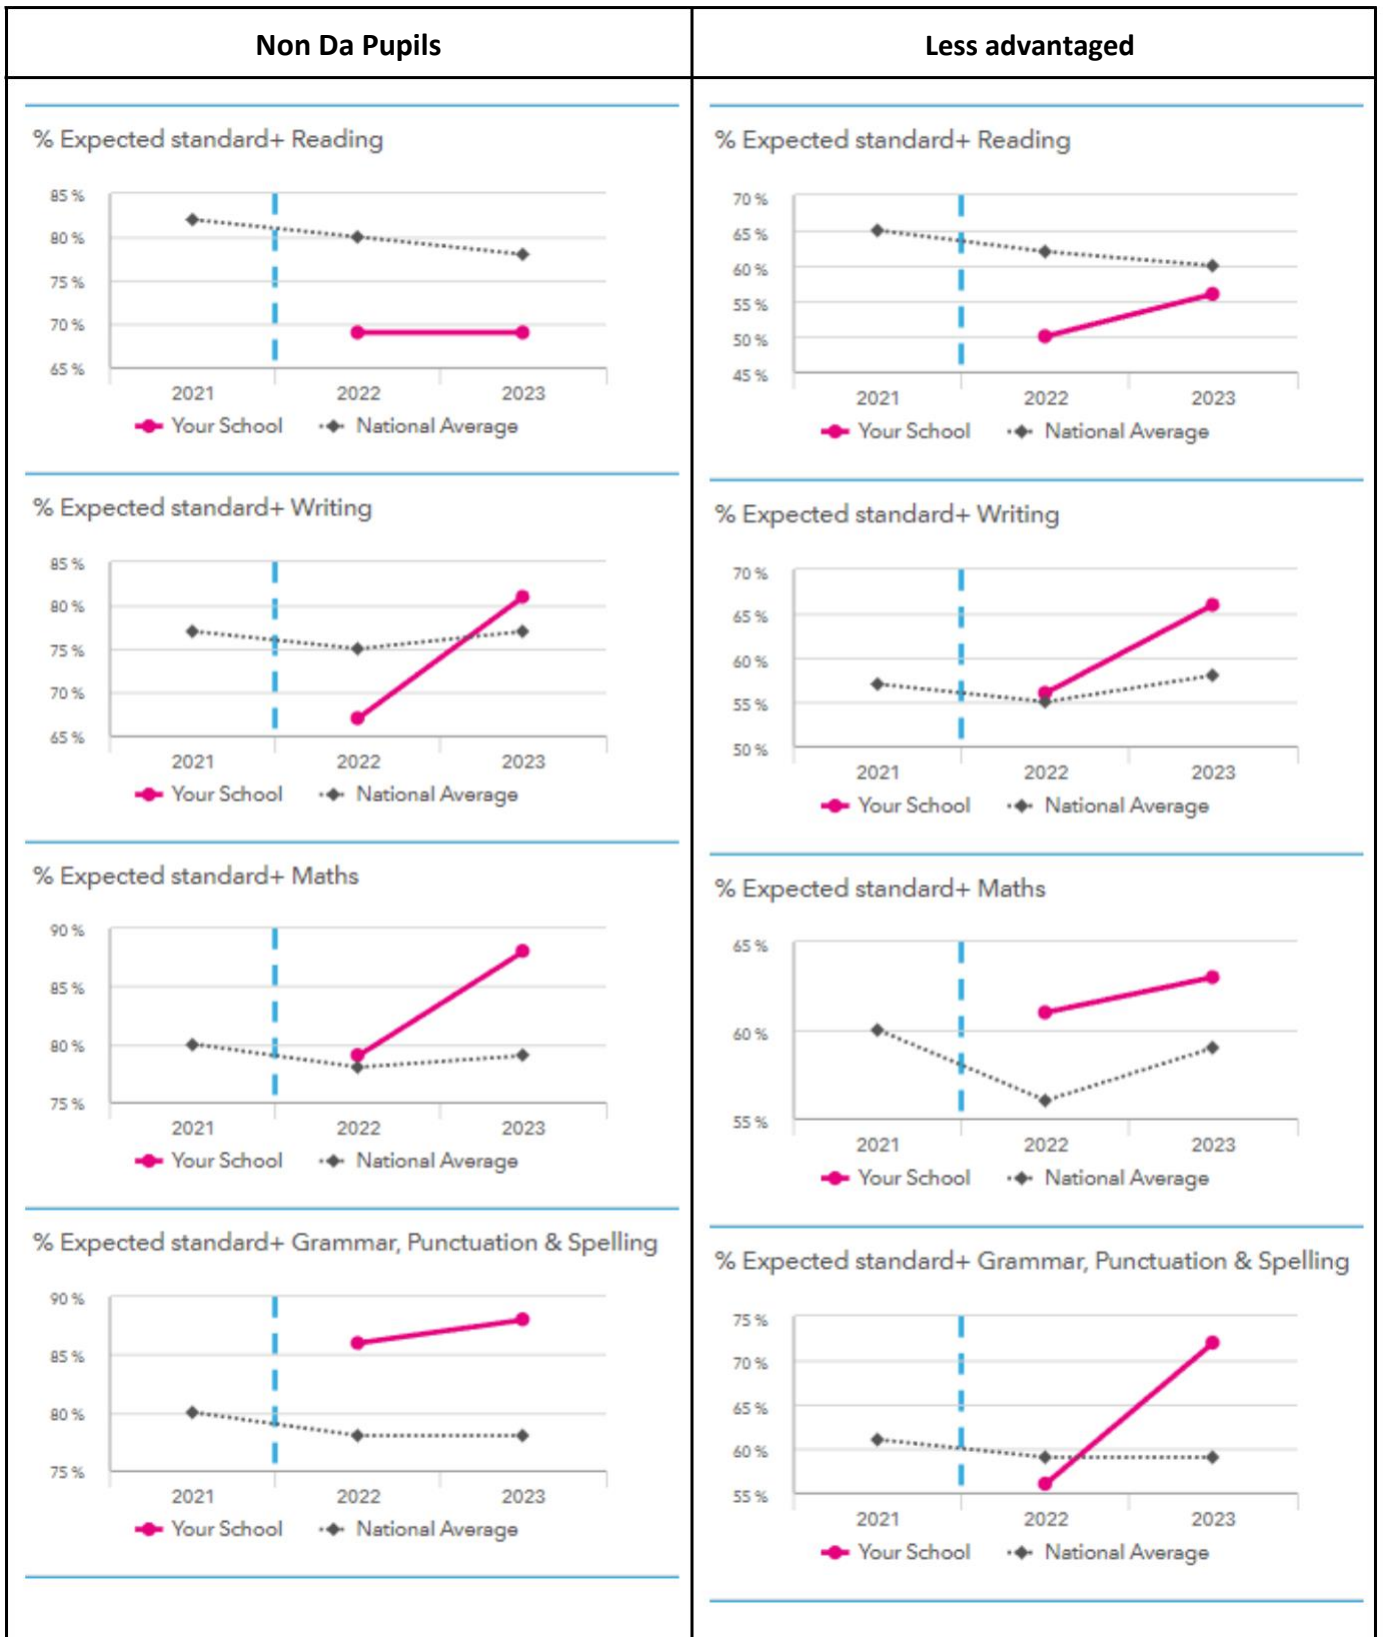 Non Da Pupils
Less advantaged
% Expected standard+ Reading
85 %
80 %
75 %
70 %
65 %
2021 2022 2023
Your School National Average
% Expected standard+ Writing
85 %
80 %
75 %
70 %
65 %
2021 2022 2023
Your School National Average
% Expected standard+ Maths
90 %
85 %
80 %
75 %
2021 2022 2023
Your School National Average
% Expected standard+ Grammar, Punctuation & Spelling
90 %
85 %
80 %
75 %
2021 2022 2023
Your School National Average
% Expected standard+ Reading
70 %
65 %
60 %
55 %
50 %
45 %
2021 2022 2023
Your School National Average
% Expected standard+ Writing
70 %
65 %
60 %
55 %
50 %
2021 2022 2023
Your School National Average
% Expected standard+ Maths
65 %
60 %
55 %
2021 2022 2023
Your School National Average
% Expected standard+ Grammar, Punctuation & Spelling
75 %
70 %
65 %
60 %
55 %
2021 2022 2023
Your School National Average